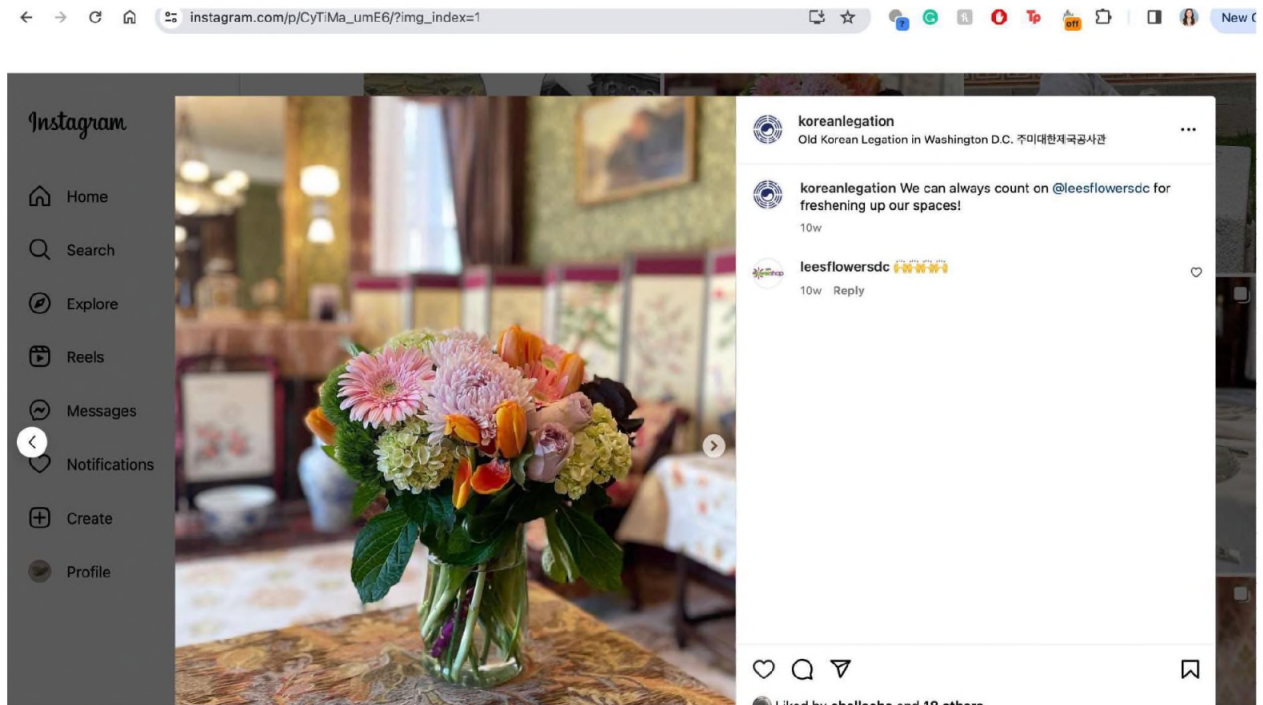 instagram.com/p/CyTiMa_umE6/?img_index=1
off
New C
Instagram
Home
Search
Explore
Reels
Messages
Notifications
Create
Profile
koreanlegation
Old Korean Legation in Washington D.C. 주미대한제국공사관
koreanlegation We can always count on @leesflowersdc for
freshening up our spaces!
10w
leesflowersdc 🙌🙌🙌🙌
10w Reply